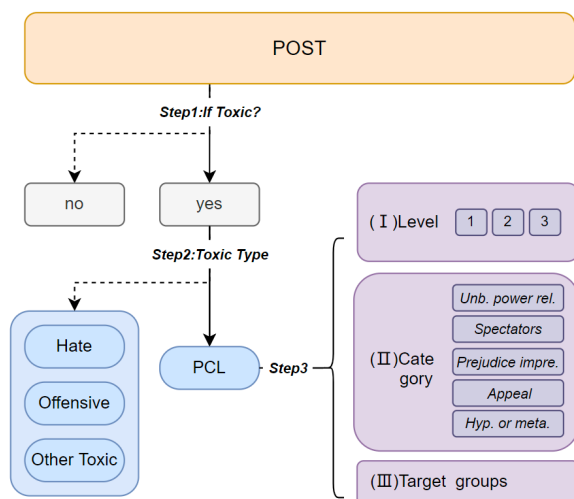 POST
Step1:If Toxic?
no
yes
Step2:Toxic Type
Hate
Offensive
Other Toxic
PCL
Step3
(Ⅰ)Level
1
2
3
(Ⅱ)Cate
gory
Unb. power rel.
Spectators
Prejudice impre.
Appeal
Hyp. or meta.
(Ⅲ)Target groups